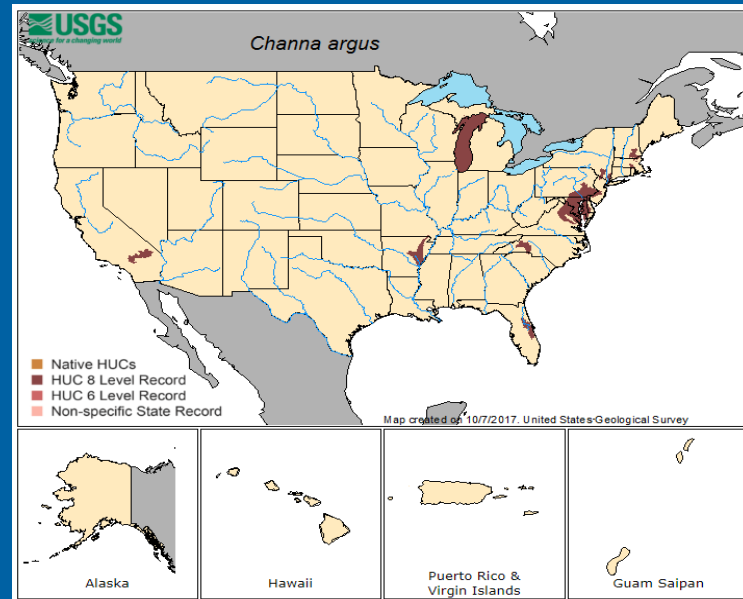 USGS
science for a changing world
Channa argus
Native HUCs
HUC 8 Level Record
HUC 6 Level Record
Non-specific State Record
Map created on 10/7/2017. United States Geological Survey
Alaska
Hawaii
Puerto Rico &
Virgin Islands
Guam Saipan